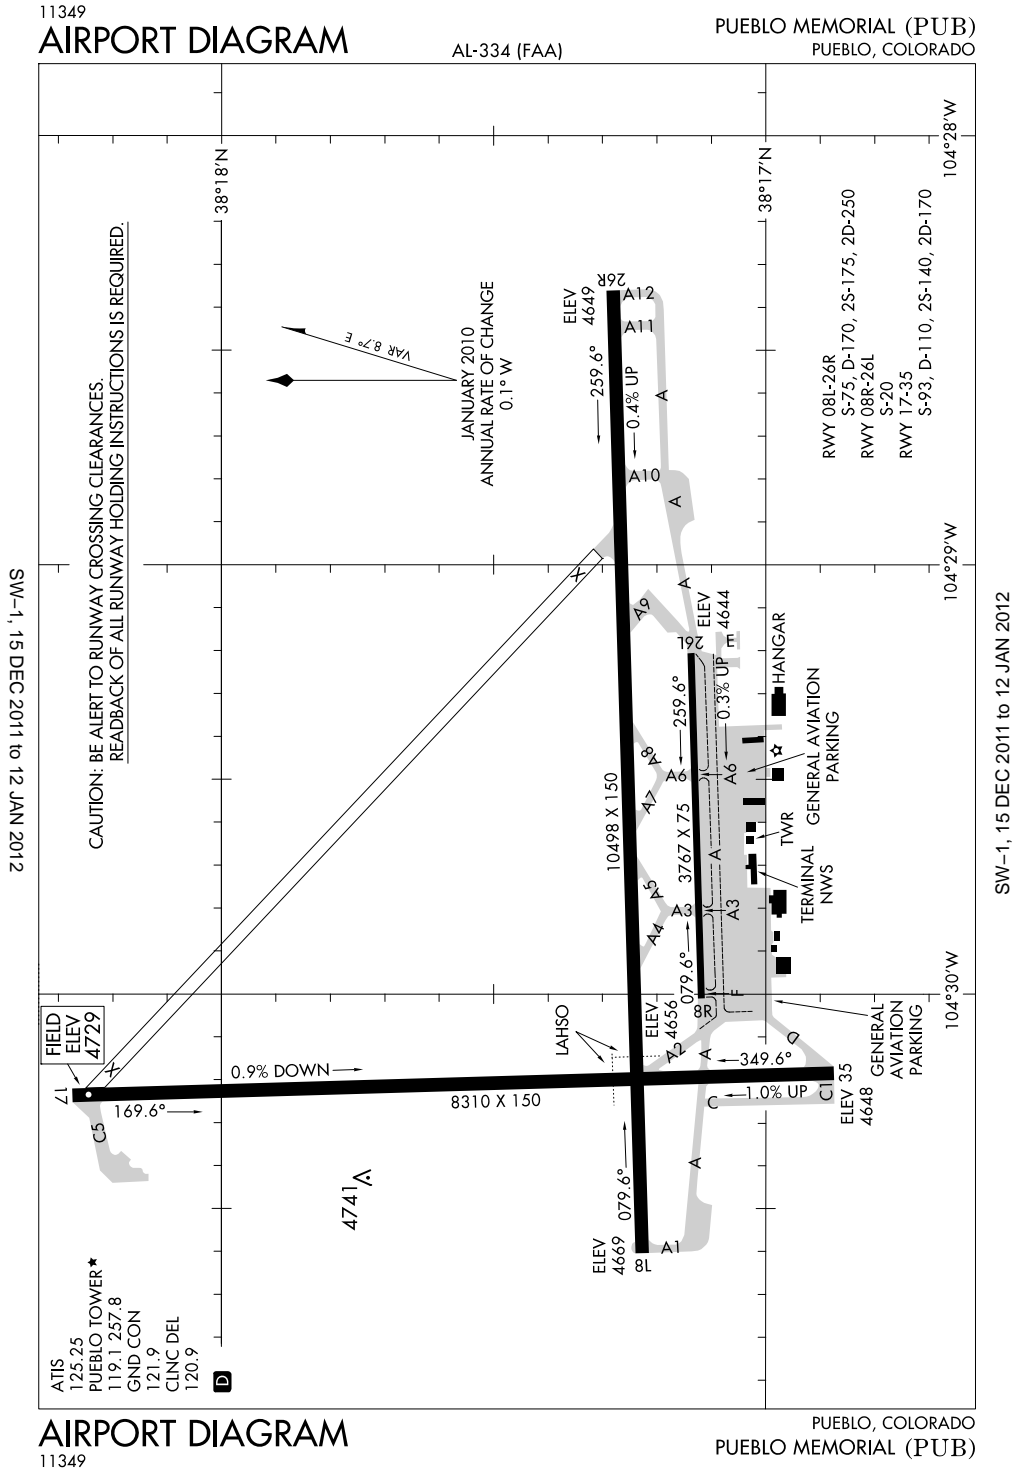 11349
AIRPORT DIAGRAM
AL-334 (FAA)
PUEBLO MEMORIAL (PUB)
PUEBLO, COLORADO
CAUTION: BE ALERT TO RUNWAY CROSSING CLEARANCES.
READBACK OF ALL RUNWAY HOLDING INSTRUCTIONS IS REQUIRED.
38°18'N
38°17'N
104°28'W
104°29'W
104°30'W
VAR 8.7° E
JANUARY 2010
ANNUAL RATE OF CHANGE
0.1° W
RWY 08L-26R
S-75, D-170, 2S-175, 2D-250
RWY 08R-26L
S-20
RWY 17-35
S-93, D-110, 2S-140, 2D-170
ELEV
4649
26R
A12
A11
259.6°
0.4% UP
A
A10
A
A
X
A9
ELEV
4644
26L
E
259.6°
0.3% UP
HANGAR
GENERAL AVIATION
PARKING
A8
A7
A6
A6
10498 X 150
3767 X 75
A
TWR
TERMINAL
NWS
A5
A4
A3
A3
079.6°
8R
F
ELEV
4656
LAHSO
A2
A
D
GENERAL
AVIATION
PARKING
FIELD
ELEV
4729
X
17
0.9% DOWN
169.6°
8310 X 150
349.6°
1.0% UP
C
C1
ELEV 35
4648
C5
4741
079.6°
A
ELEV
4669
8L
A1
ATIS
125.25
PUEBLO TOWER★
119.1 257.8
GND CON
121.9
CLNC DEL
120.9
D
SW-1, 15 DEC 2011 to 12 JAN 2012
SW-1, 15 DEC 2011 to 12 JAN 2012
AIRPORT DIAGRAM
11349
PUEBLO, COLORADO
PUEBLO MEMORIAL (PUB)